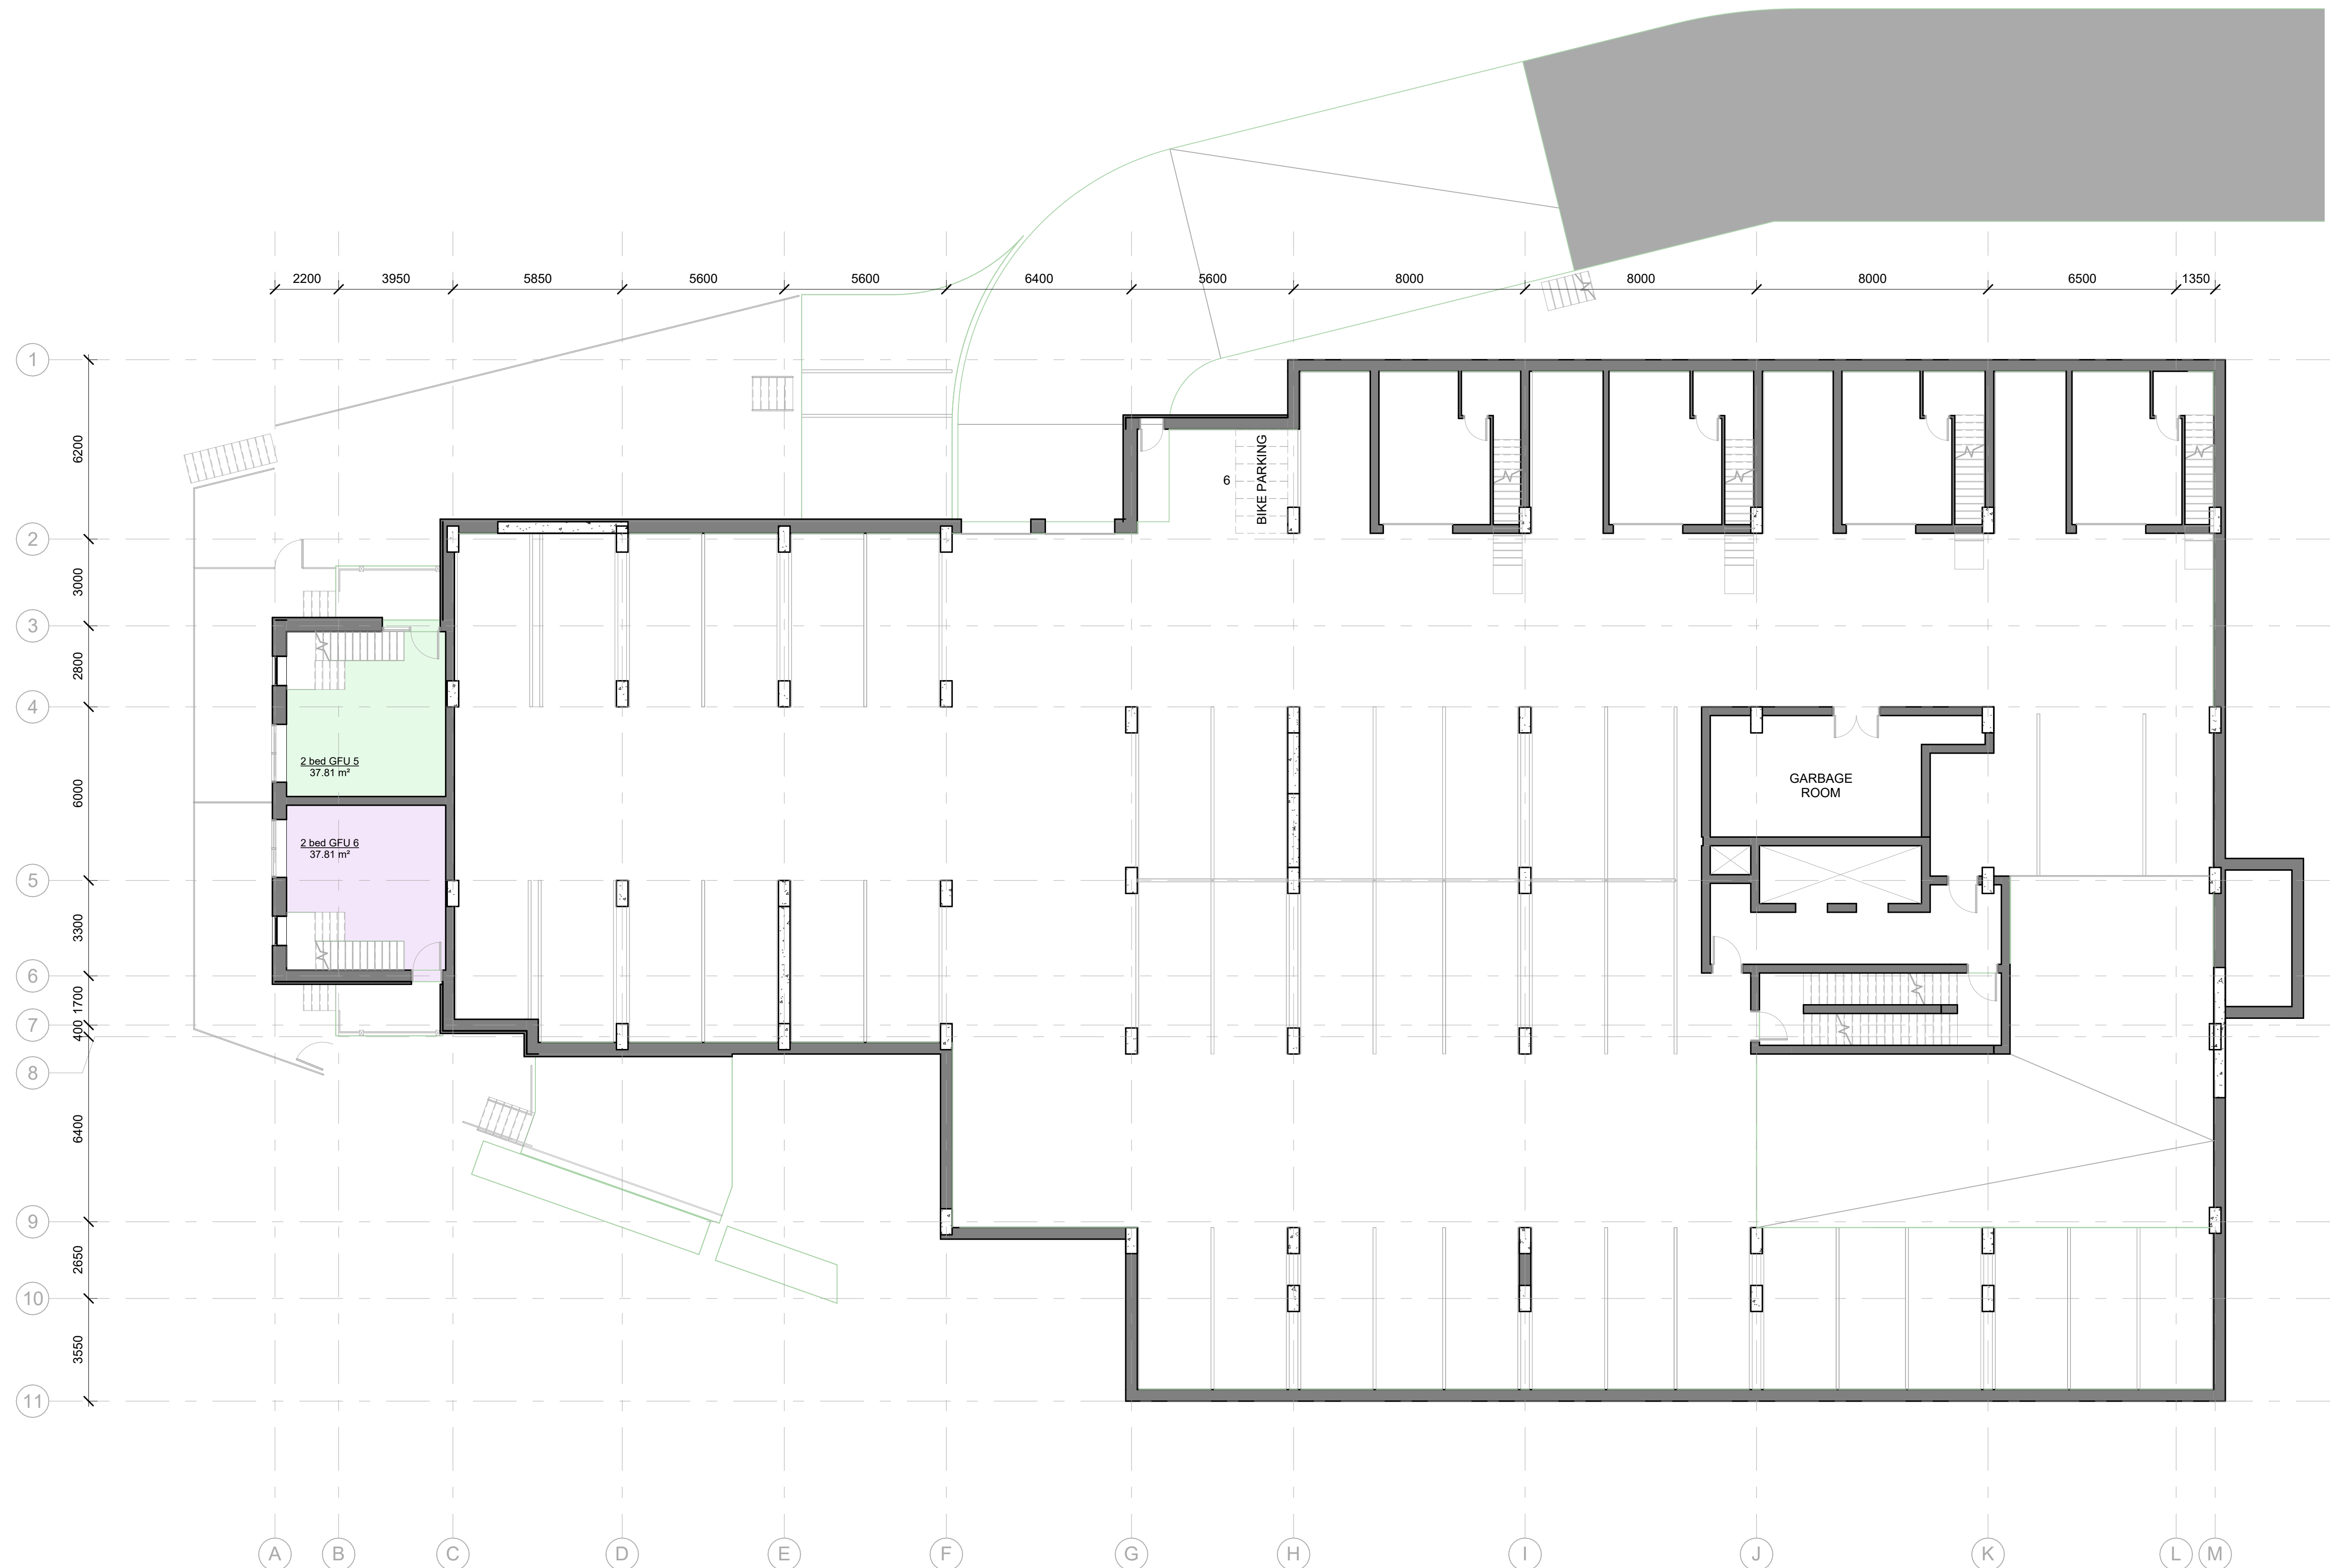 2200 3950 5850 5600 5600 6400 5600 8000 8000 8000 6500 1350
1
6200
BIKE PARKING
6
2
3000
3
2800
4
6000
2 bed GFU 5
37.81 m²
GARBAGE
ROOM
2 bed GFU 6
37.81 m²
5
3300
6
1700
7
400
8
6400
9
2650
10
3550
11
A B C D E F G H I J K L M